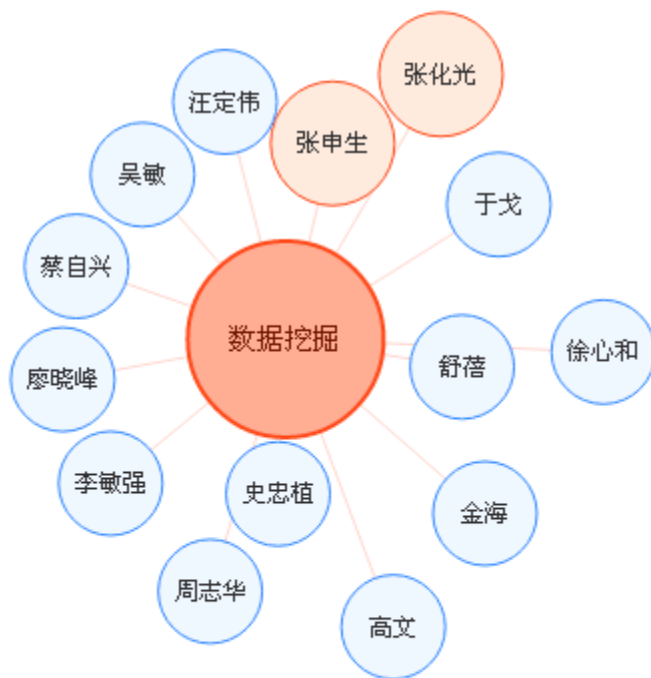 张化光
汪定伟
张申生
吴敏
于戈
蔡自兴
数据挖掘
徐心和
舒蓓
廖晓峰
李敏强
史忠植
金海
周志华
高文